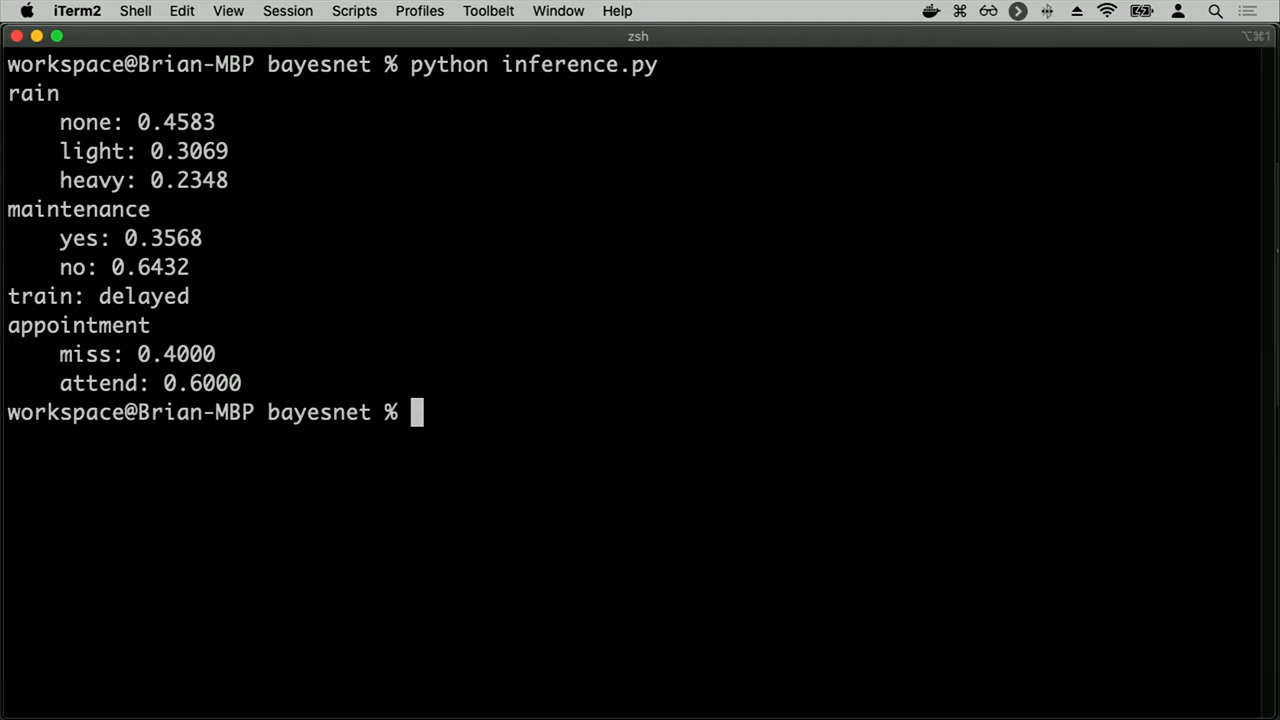 iTerm2 Shell Edit View Session Scripts Profiles Toolbelt Window Help
zsh
⌥⌘1
workspace@Brian-MBP bayesnet % python inference.py
rain
    none: 0.4583
    light: 0.3069
    heavy: 0.2348
maintenance
    yes: 0.3568
    no: 0.6432
train: delayed
appointment
    miss: 0.4000
    attend: 0.6000
workspace@Brian-MBP bayesnet %